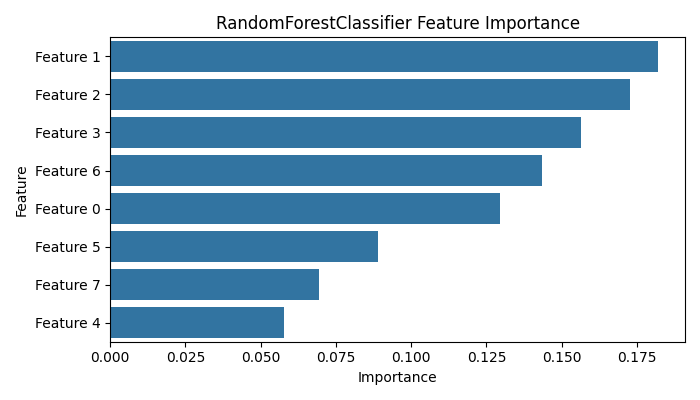 RandomForestClassifier Feature Importance
Feature
Feature 1
Feature 2
Feature 3
Feature 6
Feature 0
Feature 5
Feature 7
Feature 4
0.000 0.025 0.050 0.075 0.100 0.125 0.150 0.175
Importance